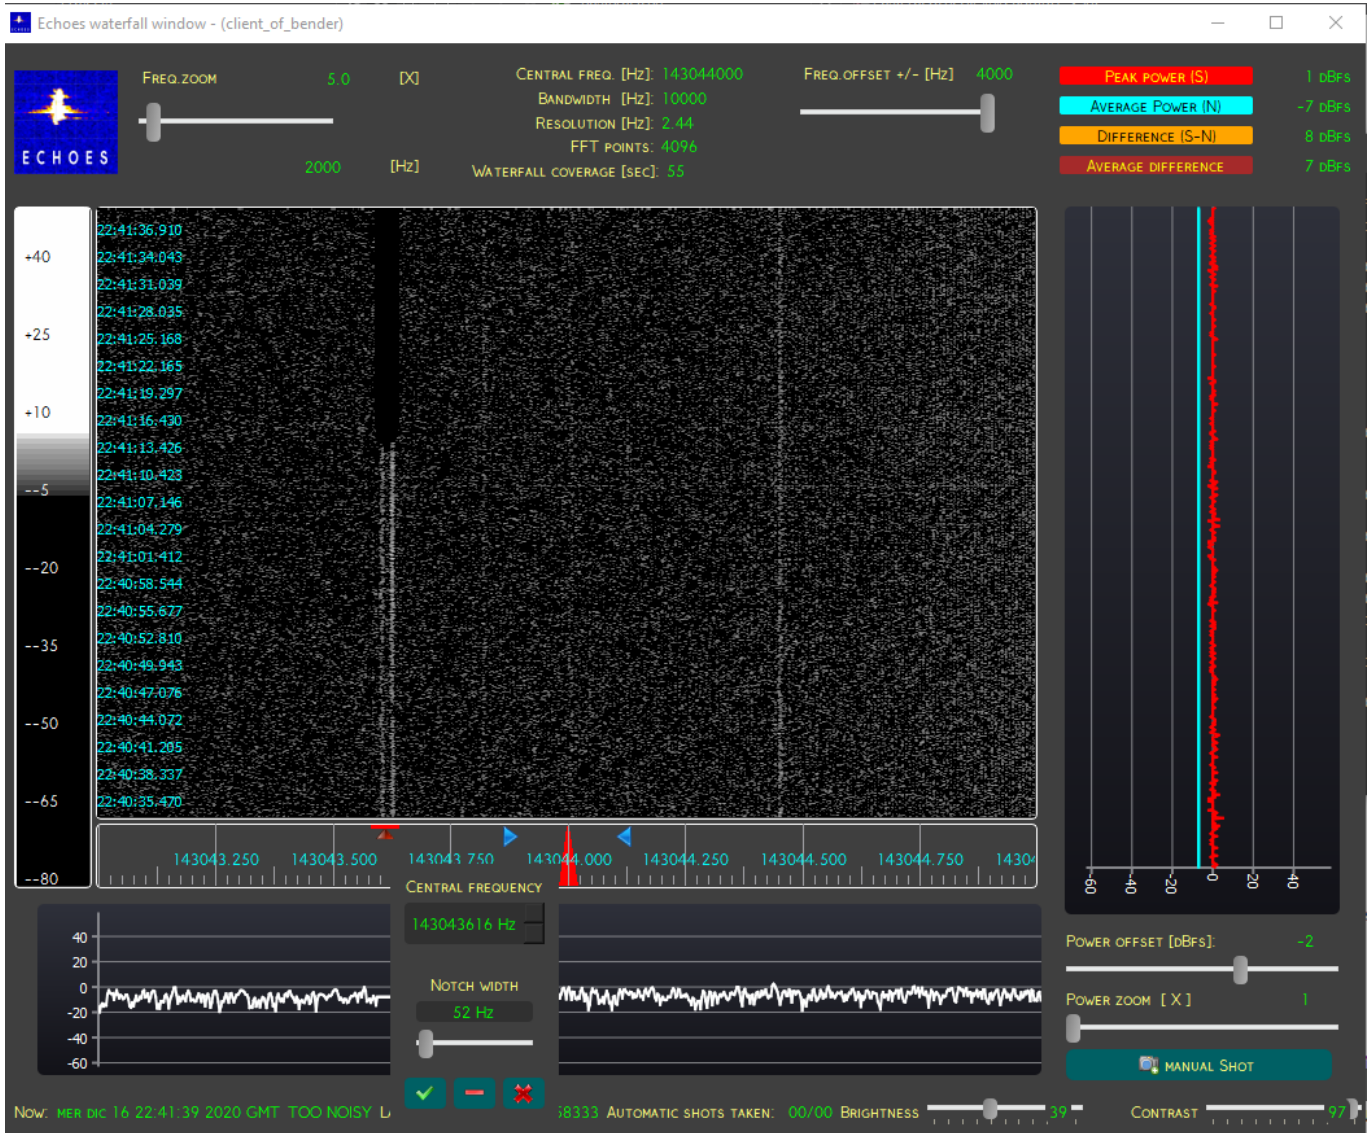 Echoes waterfall window - (client_of_bender)
ECHOES
FREQ.ZOOM 5.0 [X]
2000 [Hz]
CENTRAL FREQ. [Hz]: 143044000
BANDWIDTH [Hz]: 10000
RESOLUTION [Hz]: 2.44
FFT POINTS: 4096
WATERFALL COVERAGE [SEC]: 55
FREQ.OFFSET +/- [Hz] 4000
PEAK POWER (S) 1 DBFS
AVERAGE POWER (N) -7 DBFS
DIFFERENCE (S-N) 8 DBFS
AVERAGE DIFFERENCE 7 DBFS
+40
+25
+10
--5
--20
--35
--50
--65
--80
22:41:36.910
22:41:34.043
22:41:31.039
22:41:28.035
22:41:25.168
22:41:22.165
22:41:19.297
22:41:16.430
22:41:13.426
22:41:10.423
22:41:07.146
22:41:04.279
22:41:01.412
22:40:58.544
22:40:55.677
22:40:52.810
22:40:49.943
22:40:47.076
22:40:44.072
22:40:41.205
22:40:38.337
22:40:35.470
143043.250 143043.500 143043.750 143044.000 143044.250 143044.500 143044.750 14304
-60 -40 -20 0 20 40
CENTRAL FREQUENCY
143043616 Hz
NOTCH WIDTH
52 Hz
40
20
0
-20
-40
-60
POWER OFFSET [DBFS]: -2
POWER ZOOM [ X ] 1
MANUAL SHOT
NOW: MER DIC 16 22:41:39 2020 GMT TOO NOISY LA 58333 AUTOMATIC SHOTS TAKEN: 00/00 BRIGHTNESS 39 CONTRAST 97